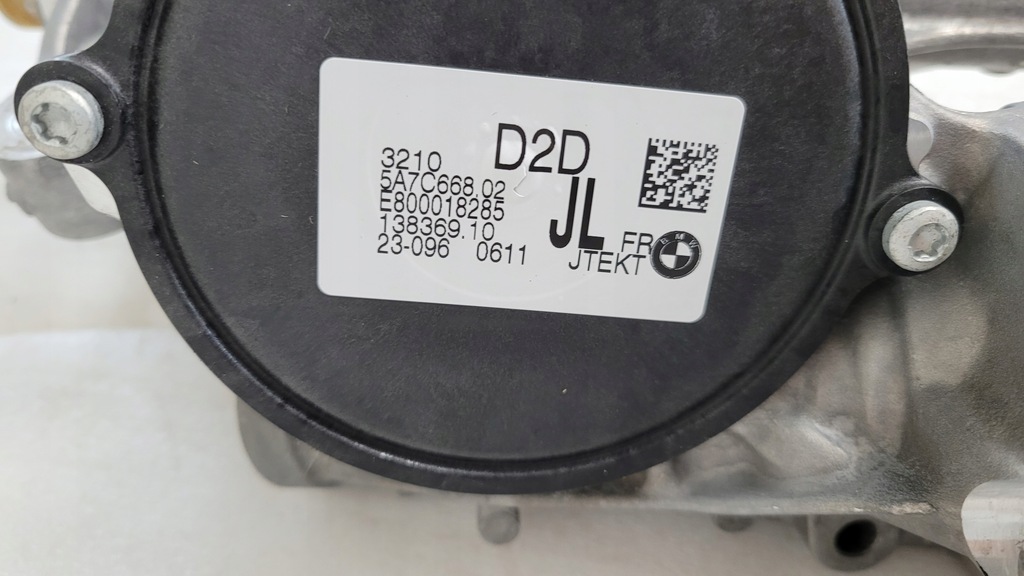 D2D
3210
5A7C668.02
E800018285
138369.10
23-096 0611
JL
FR
JTEKT
BMW